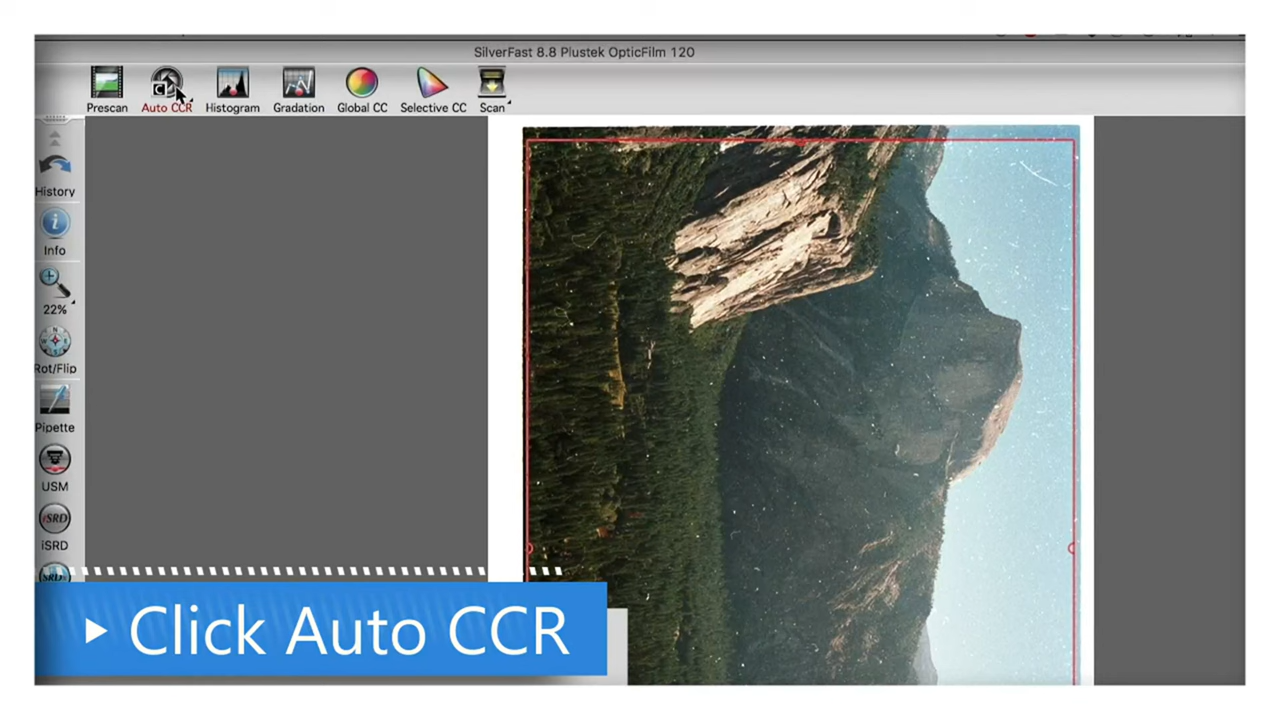 SilverFast 8.8 Plustek OpticFilm 120
Prescan
Auto CCR
Histogram
Gradation
Global CC
Selective CC
Scan
History
Info
22%
Rot/Flip
Pipette
USM
iSRD
iSRD
Click Auto CCR